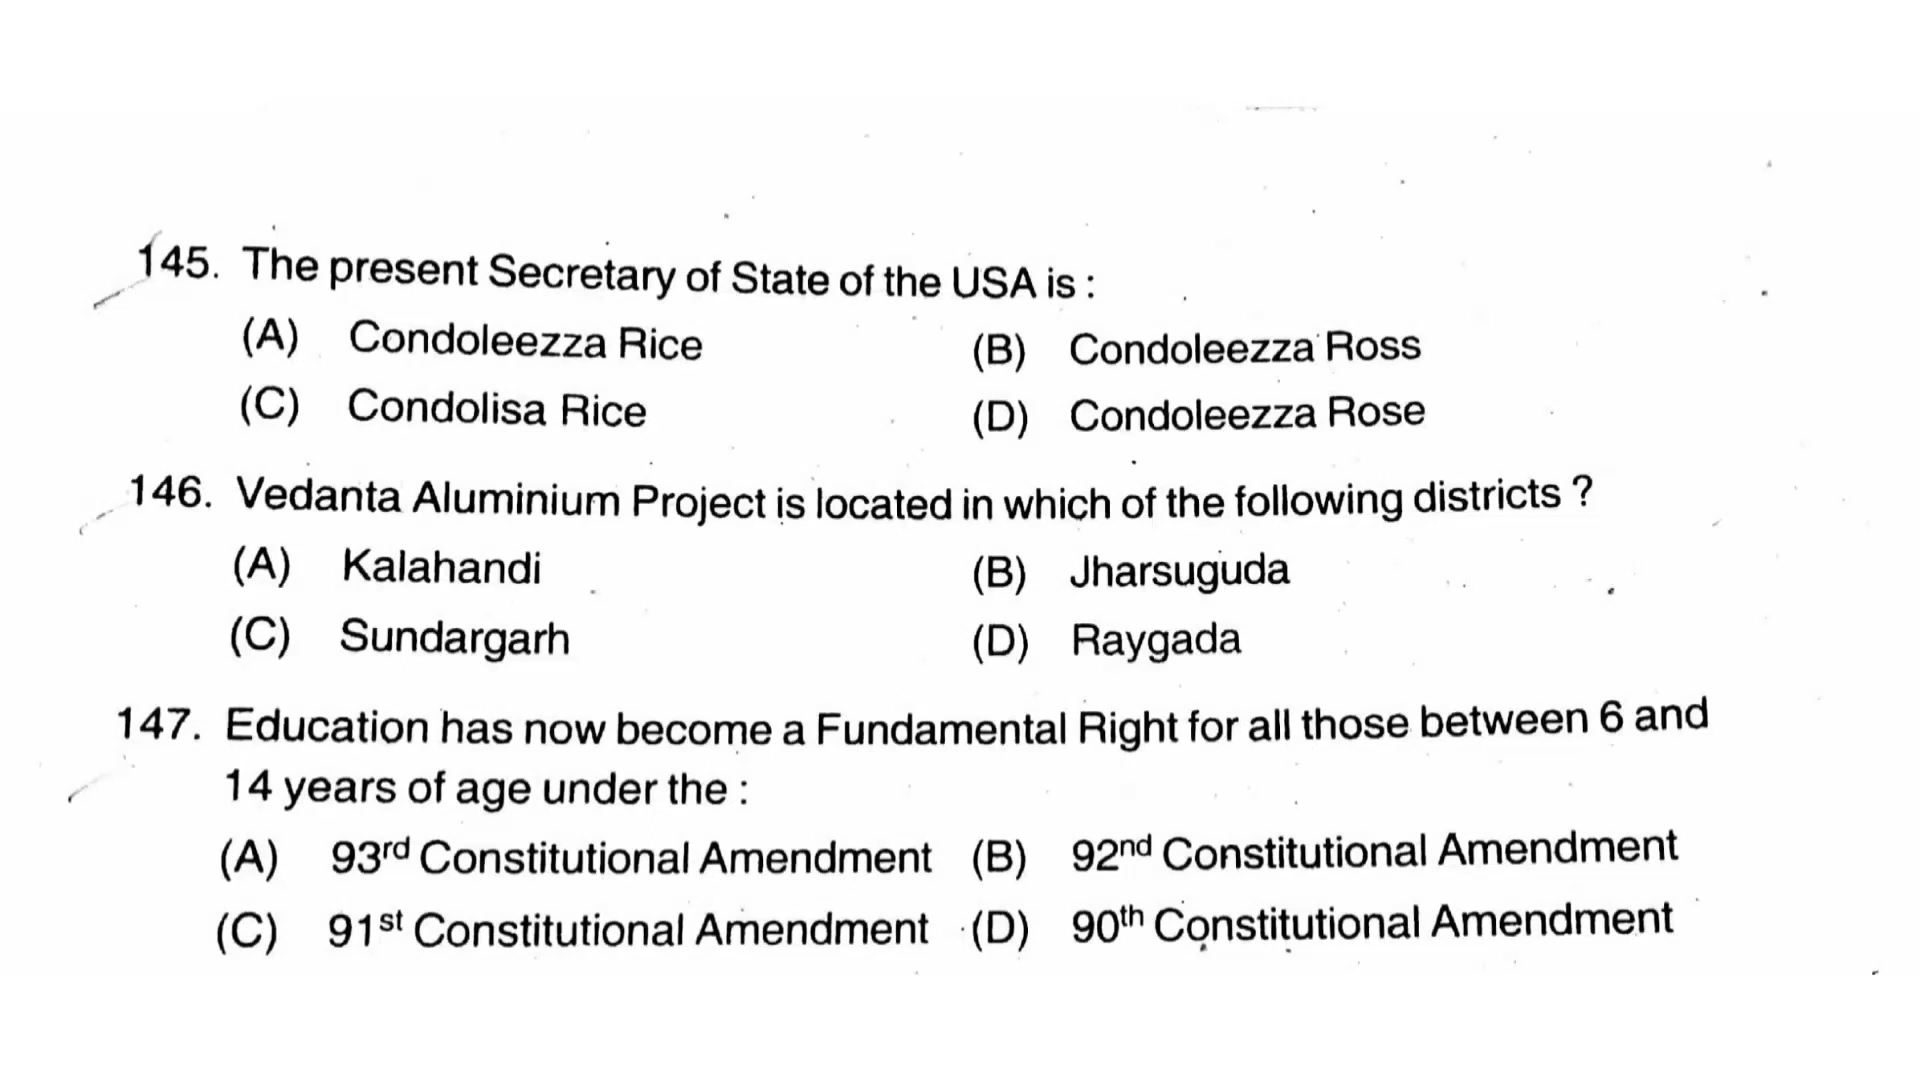 145. The present Secretary of State of the USA is :
(A) Condoleezza Rice (B) Condoleezza Ross
(C) Condolisa Rice (D) Condoleezza Rose
146. Vedanta Aluminium Project is located in which of the following districts ?
(A) Kalahandi (B) Jharsuguda
(C) Sundargarh (D) Raygada
147. Education has now become a Fundamental Right for all those between 6 and
14 years of age under the :
(A) 93rd Constitutional Amendment (B) 92nd Constitutional Amendment
(C) 91st Constitutional Amendment (D) 90th Constitutional Amendment